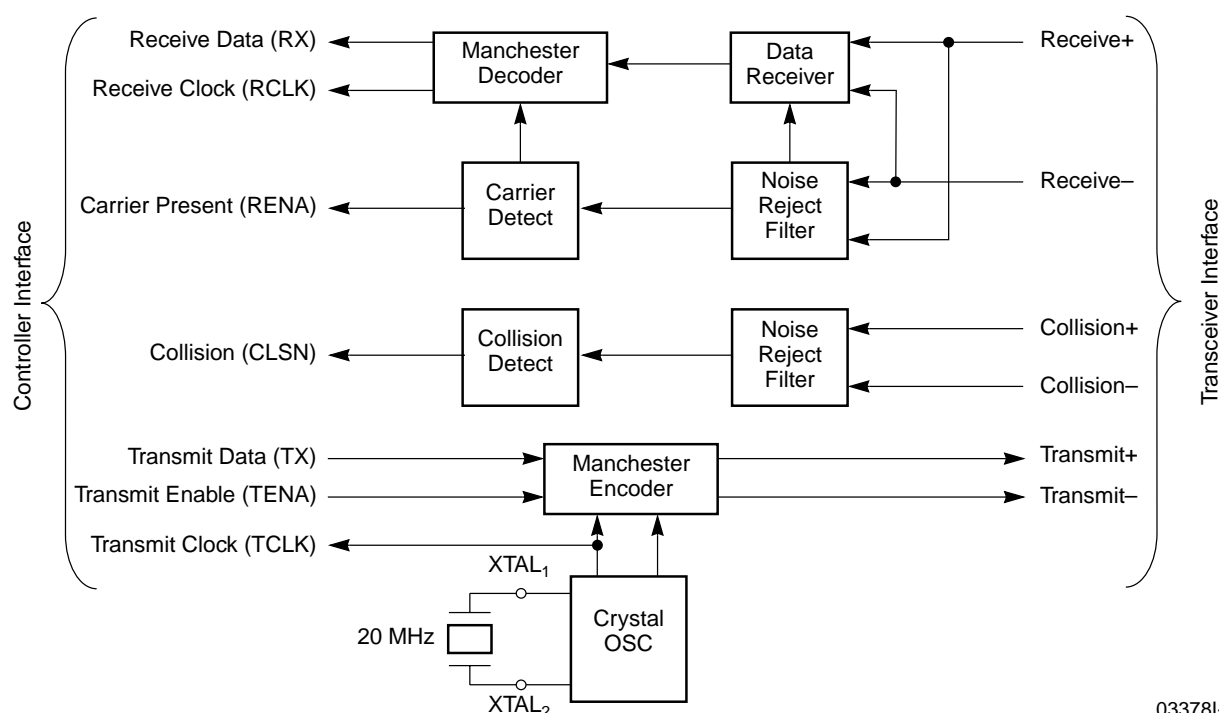 Receive Data (RX)
Manchester
Decoder
Data
Receiver
Receive+
Receive Clock (RCLK)
Carrier Present (RENA)
Carrier
Detect
Noise
Reject
Filter
Receive–
Controller Interface
Transceiver Interface
Collision (CLSN)
Collision
Detect
Noise
Reject
Filter
Collision+
Collision–
Transmit Data (TX)
Manchester
Encoder
Transmit+
Transmit Enable (TENA)
Transmit–
Transmit Clock (TCLK)
XTAL₁
Crystal
OSC
20 MHz
XTAL₂